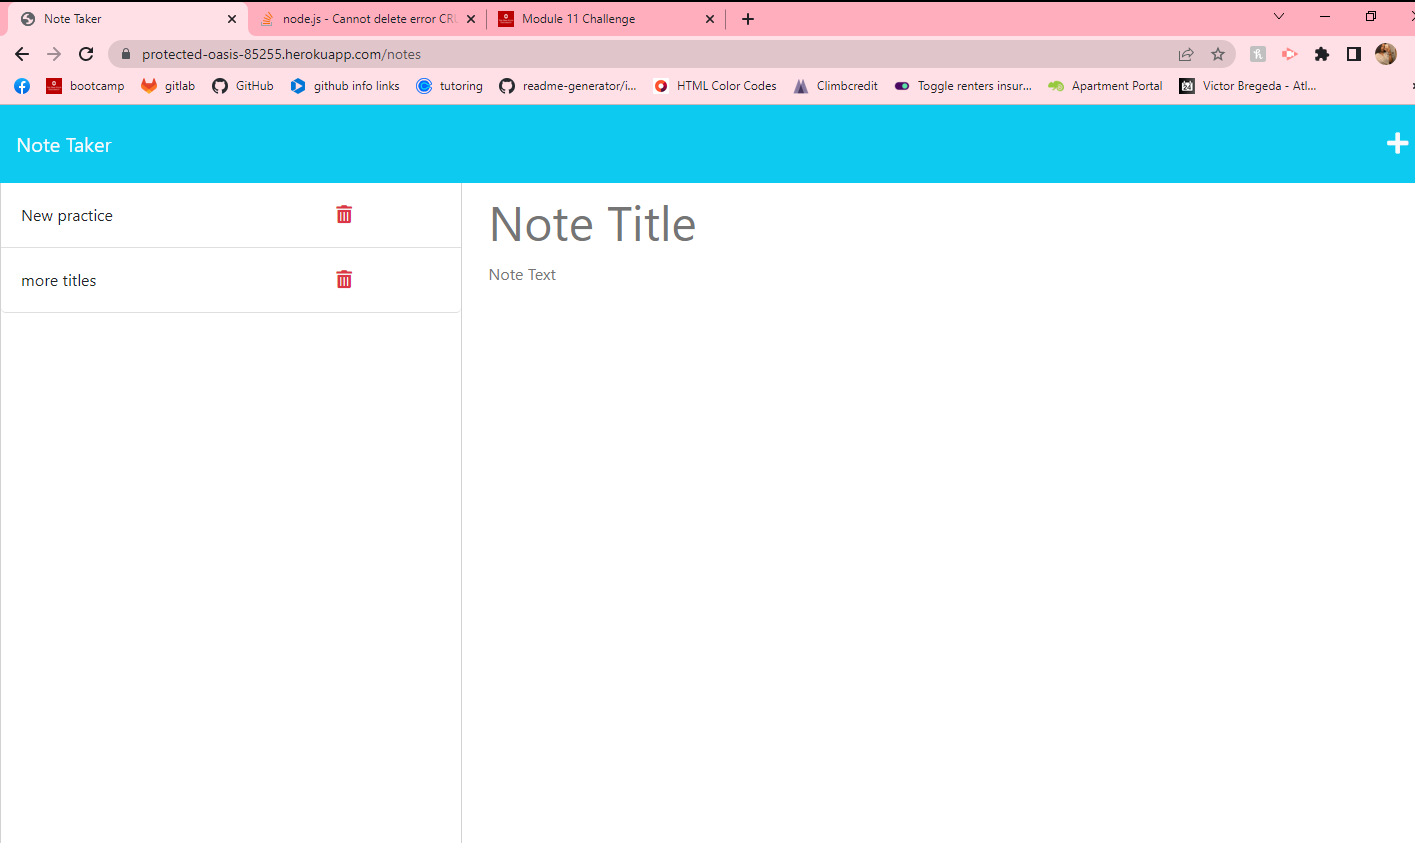 Note Taker
node.js - Cannot delete error CRU
Module 11 Challenge
protected-oasis-85255.herokuapp.com/notes
bootcamp gitlab GitHub github info links tutoring readme-generator/i... HTML Color Codes Climbcredit Toggle renters insur... Apartment Portal Victor Bregeda - Atl...
Note Taker
New practice
more titles
Note Title
Note Text